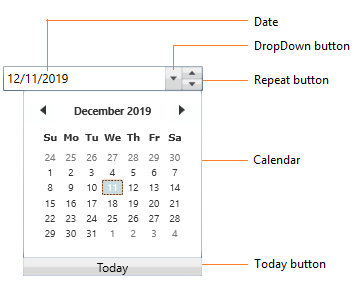 Date
DropDown button
12/11/2019
Repeat button
December 2019
Su Mo Tu We Th Fr Sa
24 25 26 27 28 29 30
1 2 3 4 5 6 7
8 9 10 11 12 13 14
15 16 17 18 19 20 21
22 23 24 25 26 27 28
29 30 31 1 2 3 4
Calendar
Today
Today button